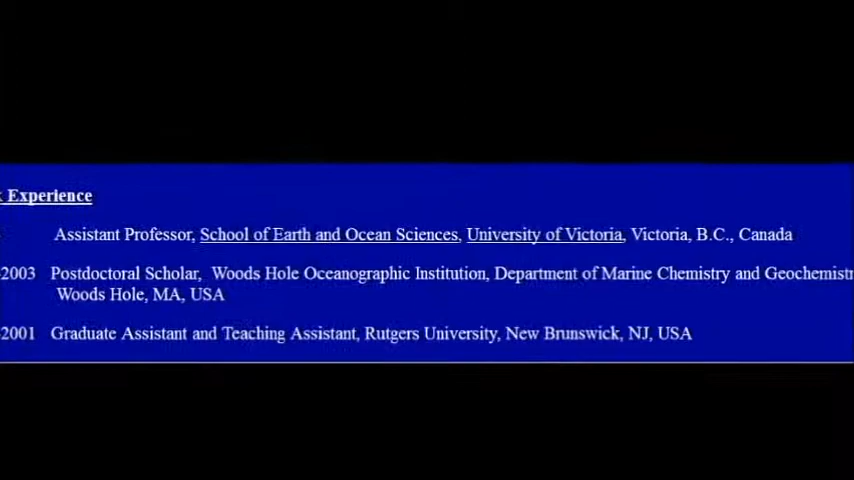 Experience
Assistant Professor, School of Earth and Ocean Sciences, University of Victoria, Victoria, B.C., Canada
-2003 Postdoctoral Scholar, Woods Hole Oceanographic Institution, Department of Marine Chemistry and Geochemistr
Woods Hole, MA, USA
-2001 Graduate Assistant and Teaching Assistant, Rutgers University, New Brunswick, NJ, USA